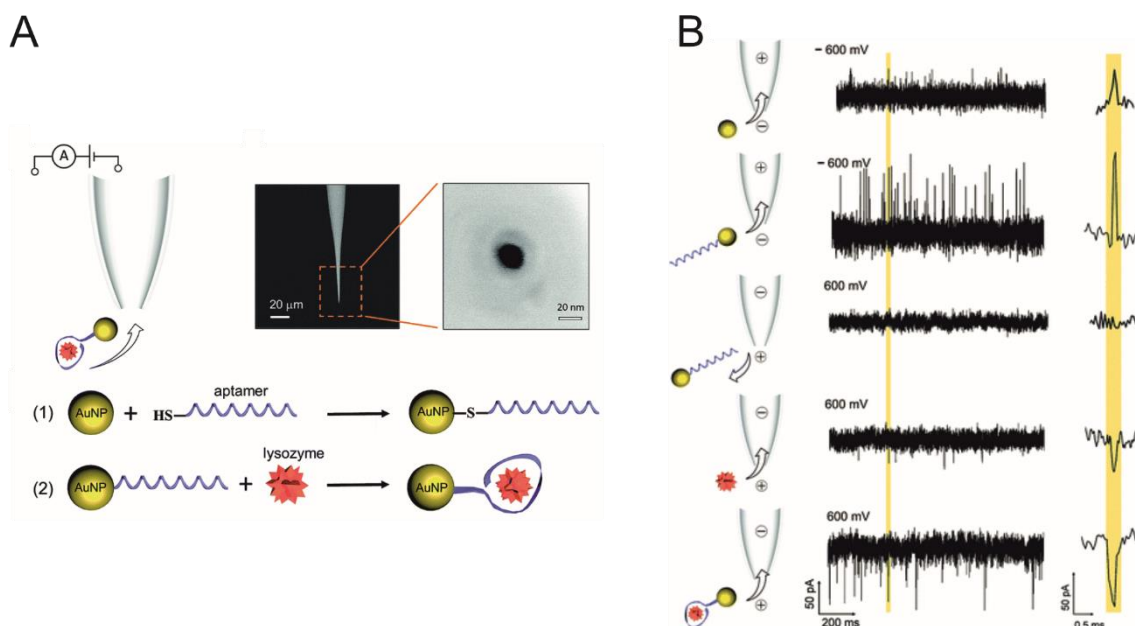 A
A
20 μm
20 nm
(1) AuNP + HS aptamer AuNP S
(2) AuNP + lysozyme AuNP
B
− 600 mV
+
−
− 600 mV
+
−
600 mV
−
+
600 mV
−
+
600 mV
−
+
50 pA
200 ms
50 pA
0.5 ms